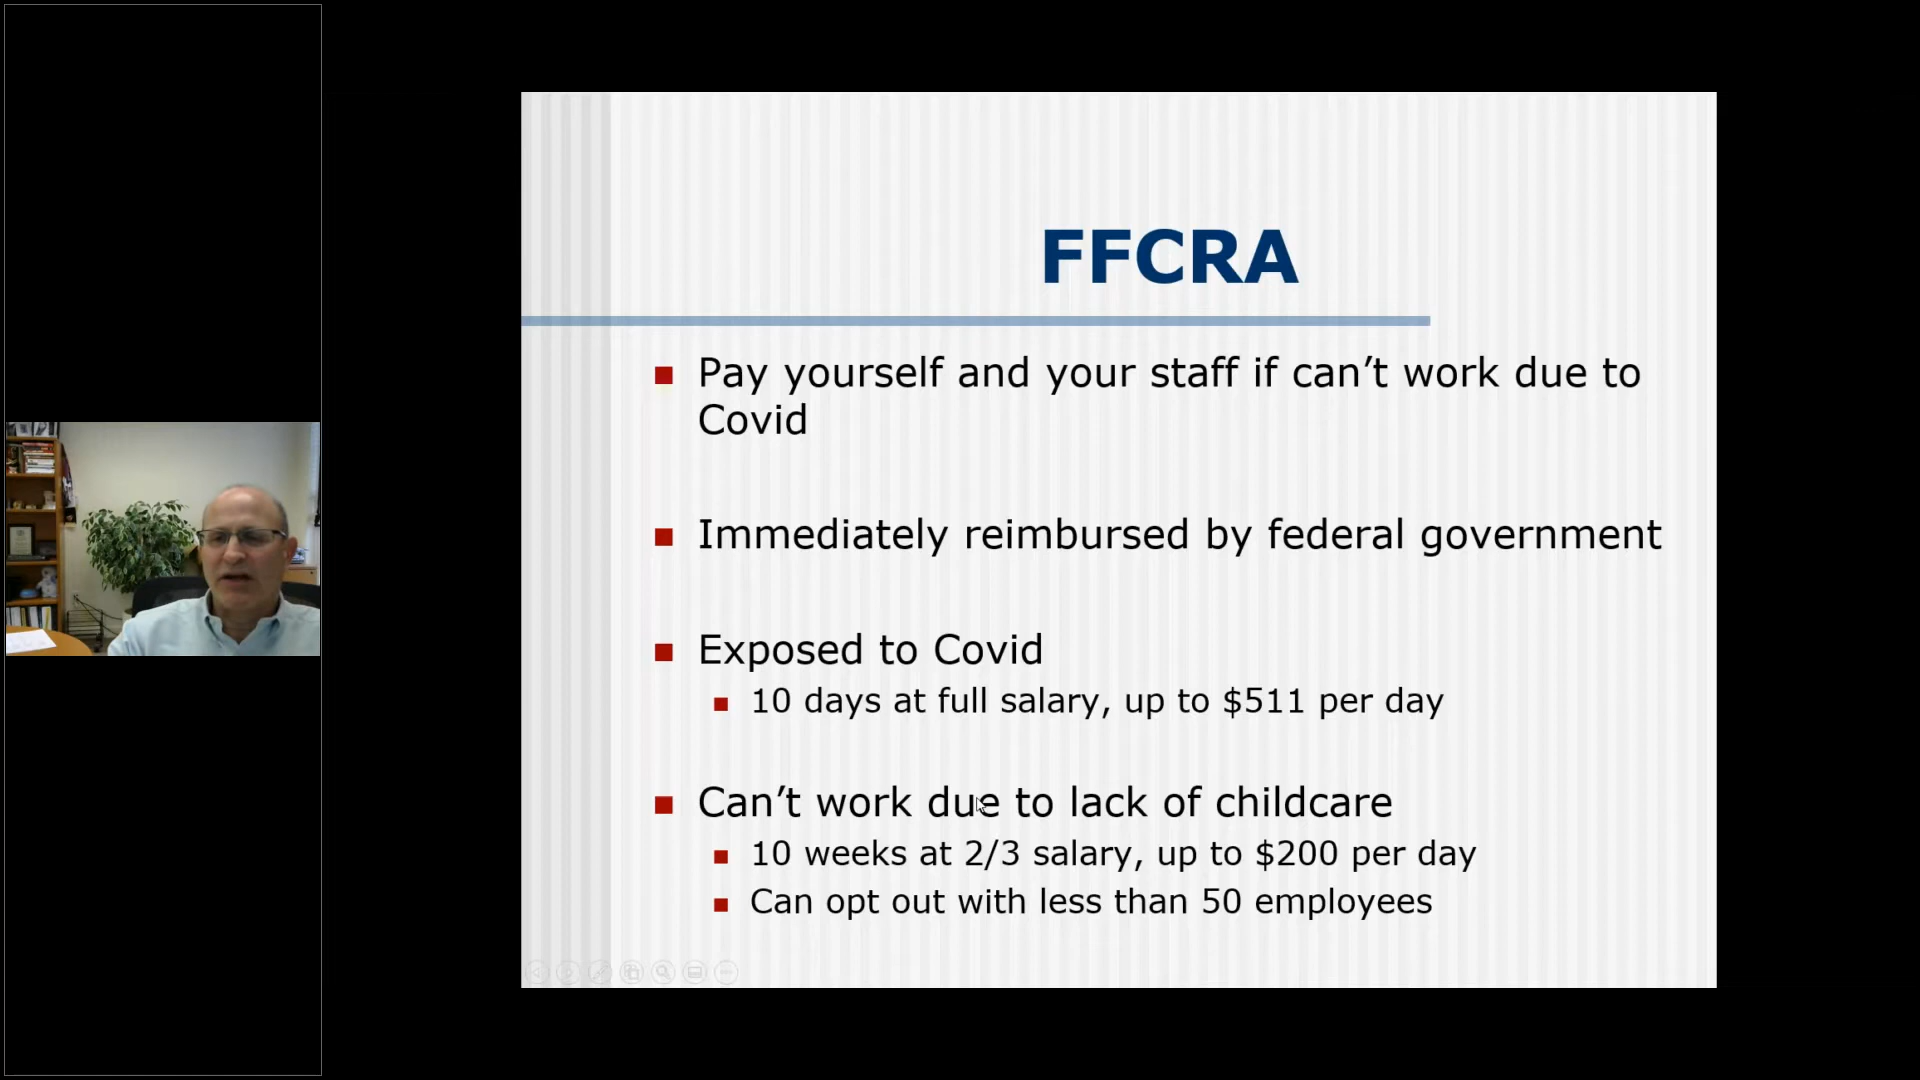 FFCRA
Pay yourself and your staff if can’t work due to
Covid
Immediately reimbursed by federal government
Exposed to Covid
10 days at full salary, up to $511 per day
Can’t work due to lack of childcare
10 weeks at 2/3 salary, up to $200 per day
Can opt out with less than 50 employees